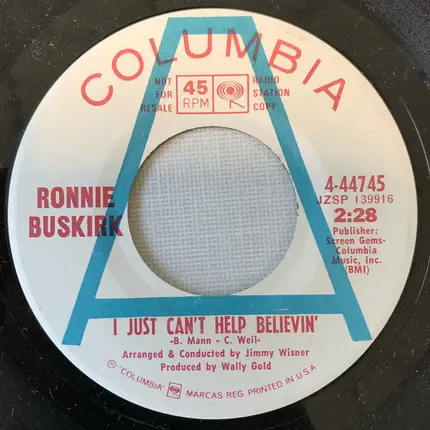 COLUMBIA
NOT FOR RESALE
45 RPM
RADIO STATION COPY
A
RONNIE
BUSKIRK
4-44745
JZSP 139916
2:28
Publisher:
Screen Gems-
Columbia
Music, Inc.
(BMI)
I JUST CAN'T HELP BELIEVIN'
-B. Mann - C. Weil-
Arranged & Conducted by Jimmy Wisner
Produced by Wally Gold
® "COLUMBIA" MARCAS REG. PRINTED IN U.S.A